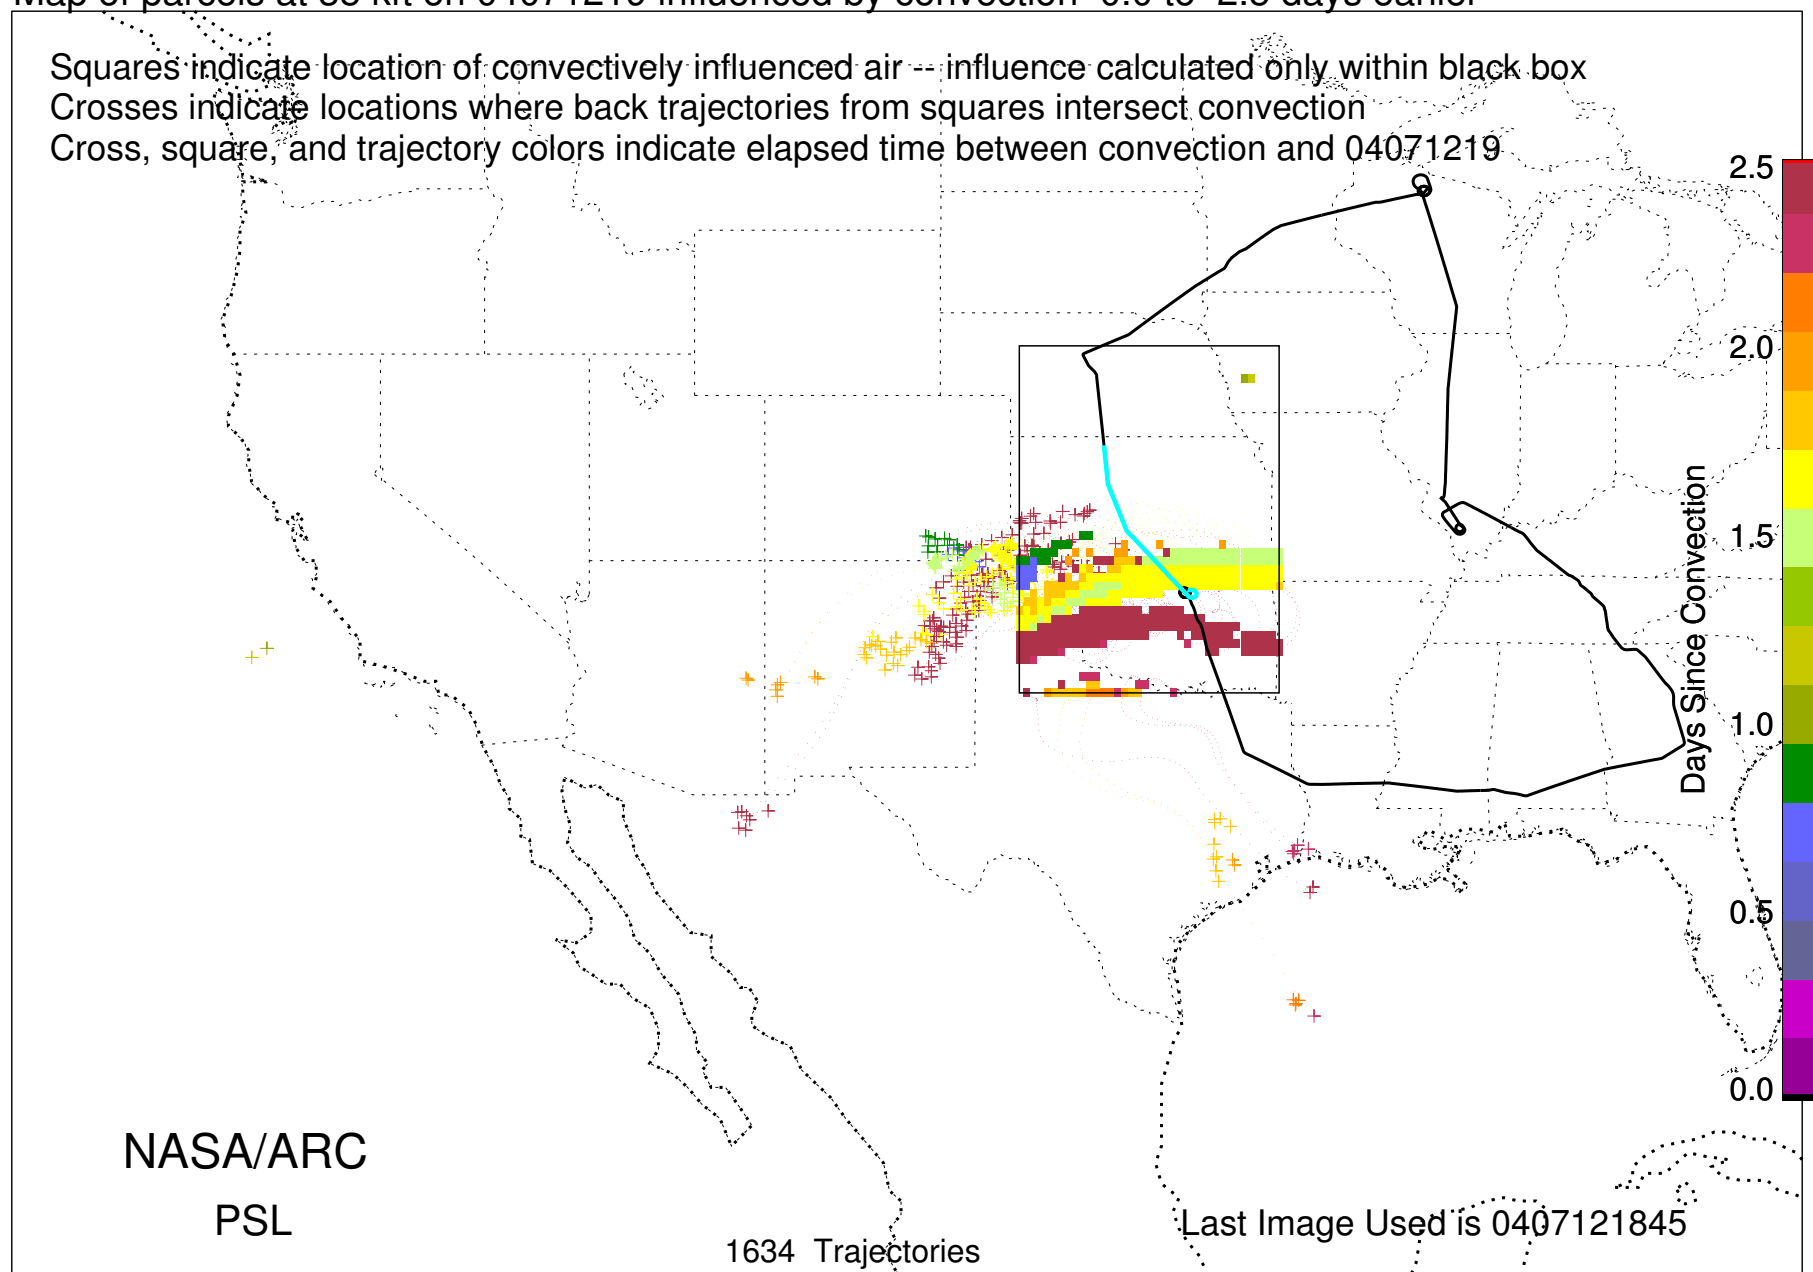 Squares indicate location of convectively influenced air -- influence calculated only within black box
Crosses indicate locations where back trajectories from squares intersect convection
Cross, square, and trajectory colors indicate elapsed time between convection and 04071219
2.5
2.0
1.5
1.0
0.5
0.0
Days Since Convection
NASA/ARC
PSL
Last Image Used is 0407121845
1634 Trajectories